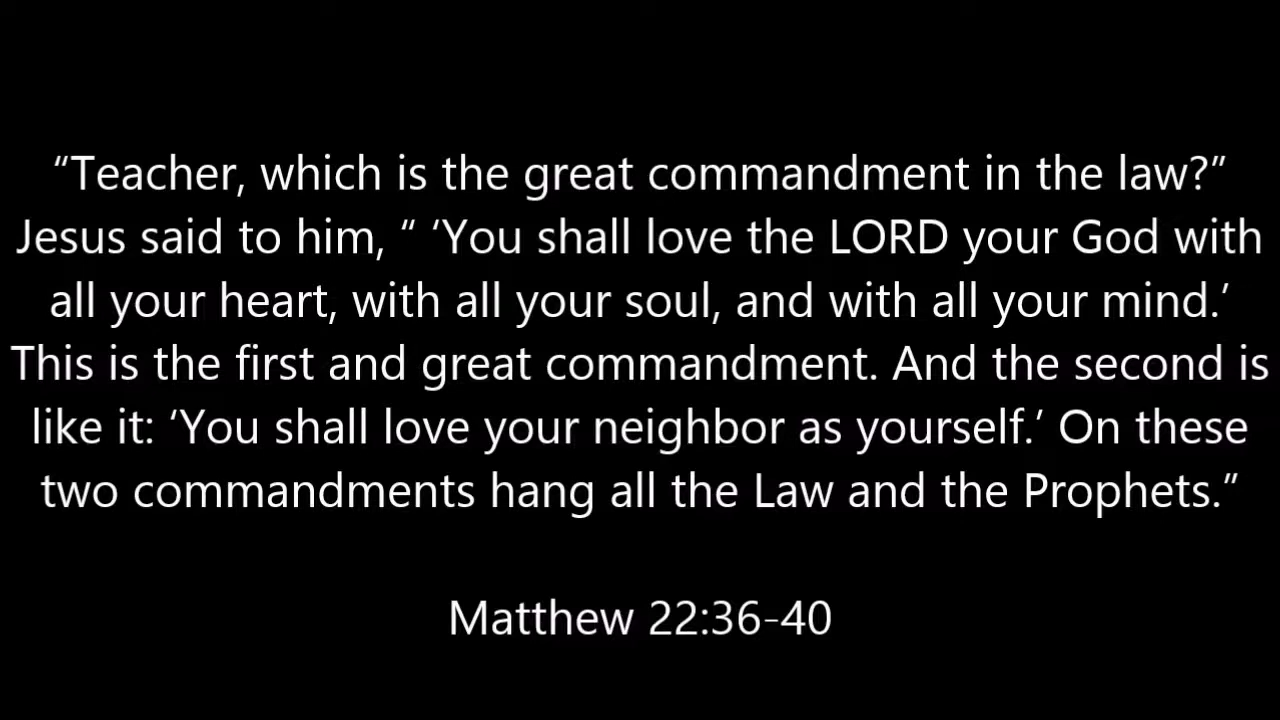 “Teacher, which is the great commandment in the law?”
Jesus said to him, “ ‘You shall love the LORD your God with
all your heart, with all your soul, and with all your mind.’
This is the first and great commandment. And the second is
like it: ‘You shall love your neighbor as yourself.’ On these
two commandments hang all the Law and the Prophets.”
Matthew 22:36-40